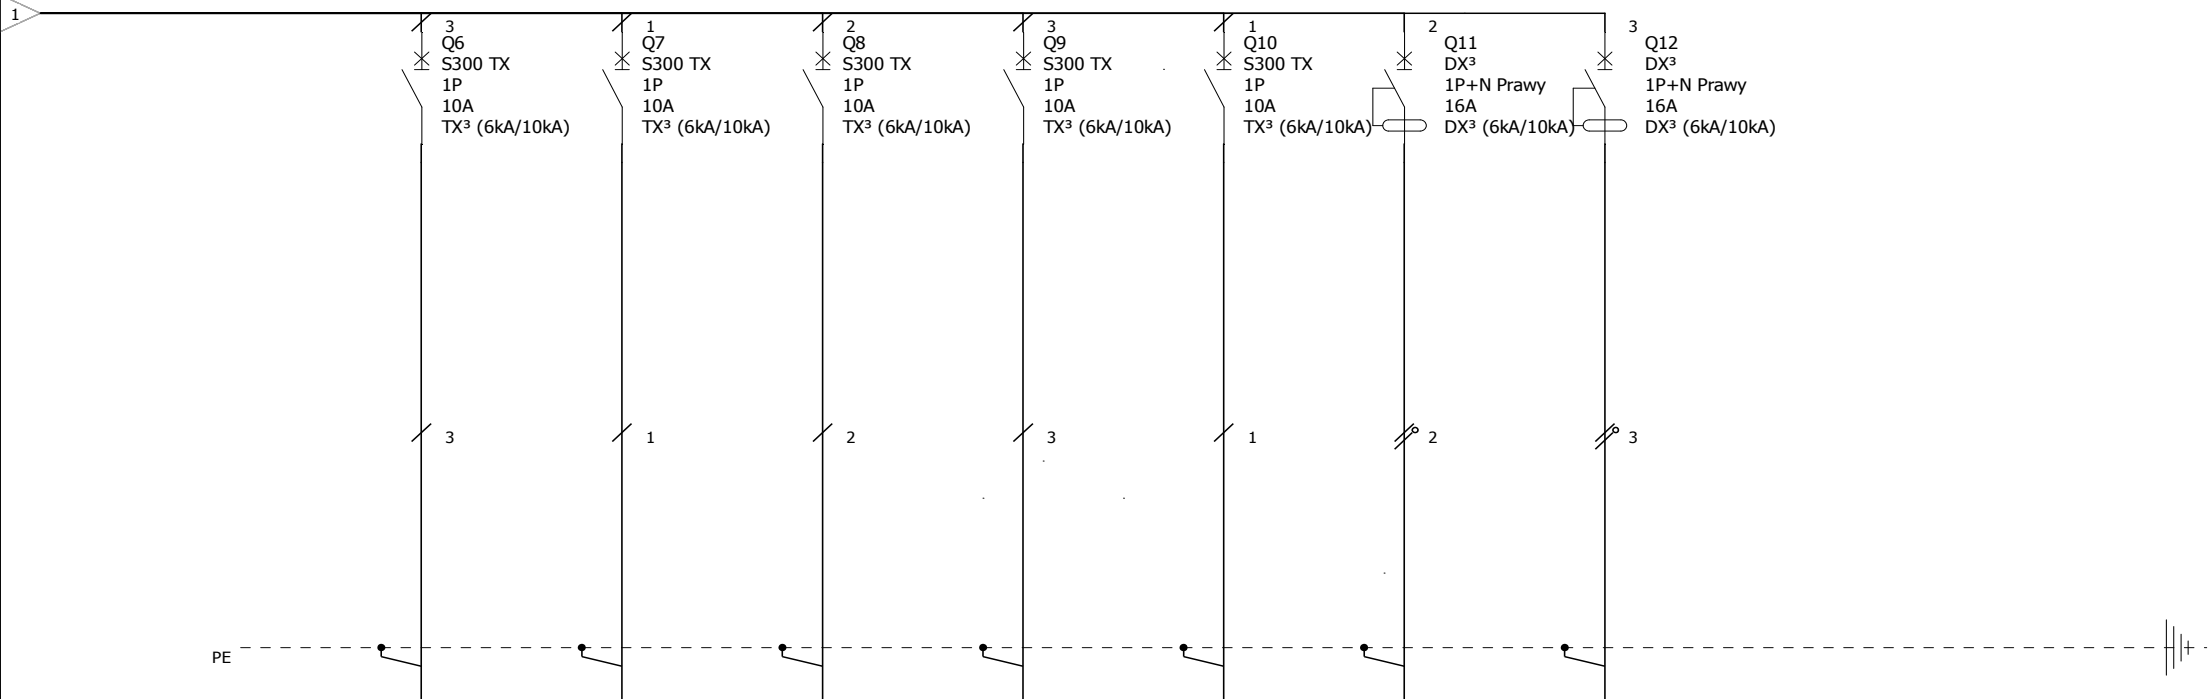 1
3
Q6
S300 TX
1P
10A
TX³ (6kA/10kA)
1
Q7
S300 TX
1P
10A
TX³ (6kA/10kA)
2
Q8
S300 TX
1P
10A
TX³ (6kA/10kA)
3
Q9
S300 TX
1P
10A
TX³ (6kA/10kA)
1
Q10
S300 TX
1P
10A
TX³ (6kA/10kA)
2
Q11
DX³
1P+N Prawy
16A
DX³ (6kA/10kA)
3
Q12
DX³
1P+N Prawy
16A
DX³ (6kA/10kA)
3
1
2
3
1
2
3
PE